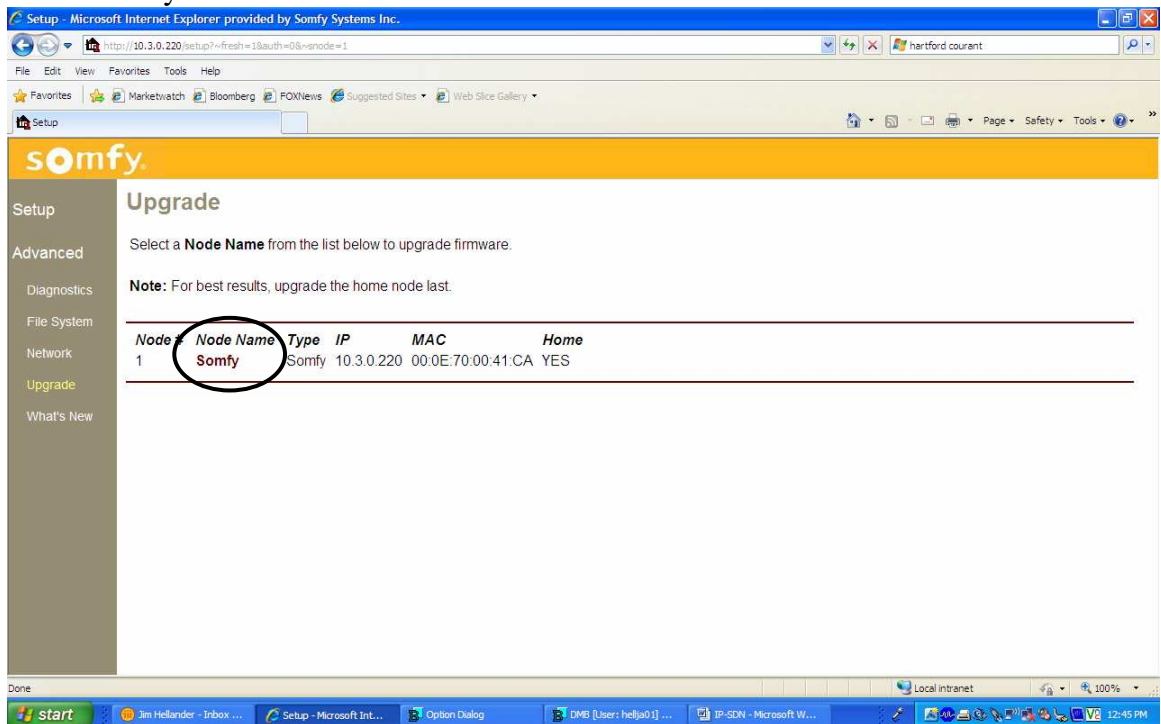 Setup - Microsoft Internet Explorer provided by Somfy Systems Inc.
http://10.3.0.220/setup?~fresh=1&auth=0&~snode=1
hartford courant
File Edit View Favorites Tools Help
Favorites Marketwatch Bloomberg FOXNews Suggested Sites Web Slice Gallery
Setup
Page Safety Tools »
somfy.
Setup
Advanced
Diagnostics
File System
Network
Upgrade
What's New
Upgrade
Select a Node Name from the list below to upgrade firmware.
Note: For best results, upgrade the home node last.
Node # Node Name Type IP MAC Home
1 Somfy Somfy 10.3.0.220 00:0E:70:00:41:CA YES
Done Local intranet 100%
start Jim Hellander - Inbox ... Setup - Microsoft Int... Option Dialog DMB [User: hellja01] ... IP-SDN - Microsoft W... 12:45 PM